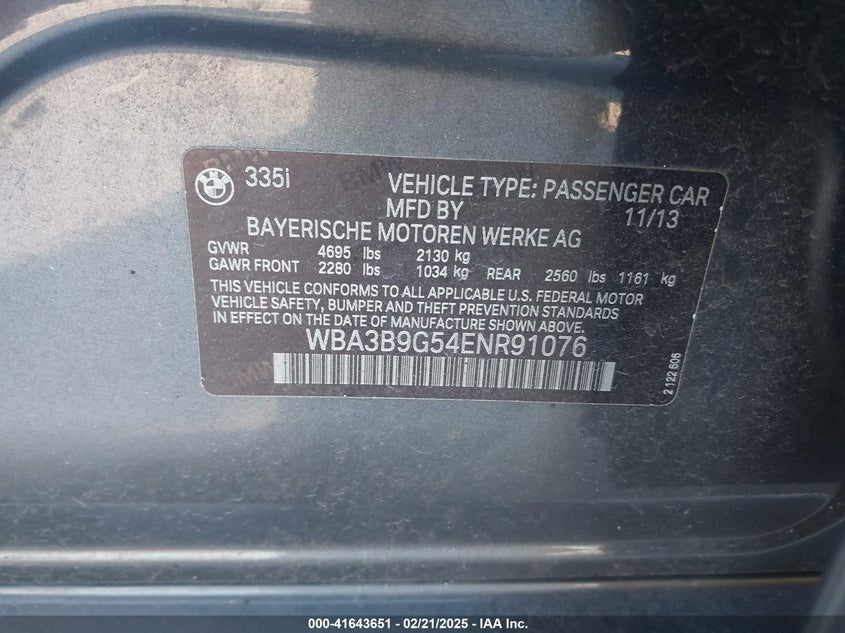 BMW 335i VEHICLE TYPE: PASSENGER CAR
MFD BY 11/13
BAYERISCHE MOTOREN WERKE AG
GVWR 4695 lbs 2130 kg
GAWR FRONT 2280 lbs 1034 kg REAR 2560 lbs 1161 kg
THIS VEHICLE CONFORMS TO ALL APPLICABLE U.S. FEDERAL MOTOR
VEHICLE SAFETY, BUMPER AND THEFT PREVENTION STANDARDS
IN EFFECT ON THE DATE OF MANUFACTURE SHOWN ABOVE.
WBA3B9G54ENR91076
2 122 606
000-41643651 - 02/21/2025 - IAA Inc.